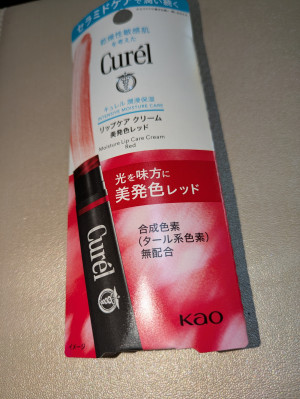 セラミドケアで潤い続く
乾燥性敏感肌
を考えた
Curél
キュレル 潤浸保湿
INTENSIVE MOISTURE CARE
リップケア クリーム
美発色レッド
Moisture Lip Care Cream
Red
光を味方に
美発色レッド
合成色素
(タール系色素)
無配合
Curél
Kao
イメージ